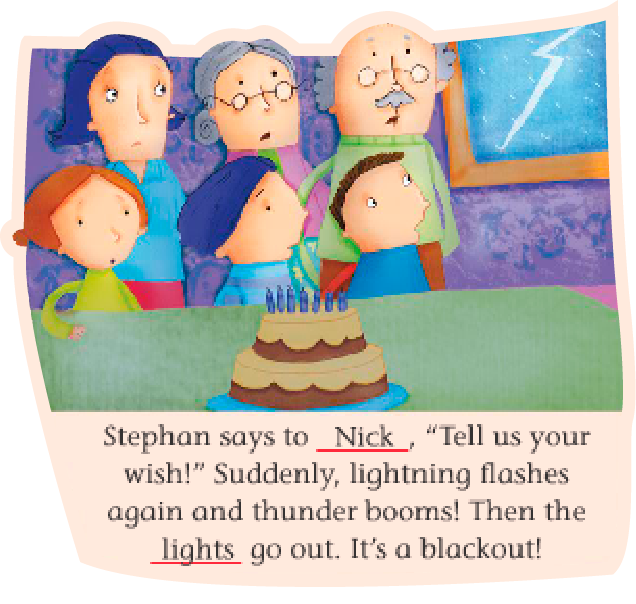 Stephan says to Nick, “Tell us your
wish!” Suddenly, lightning flashes
again and thunder booms! Then the
lights go out. It’s a blackout!